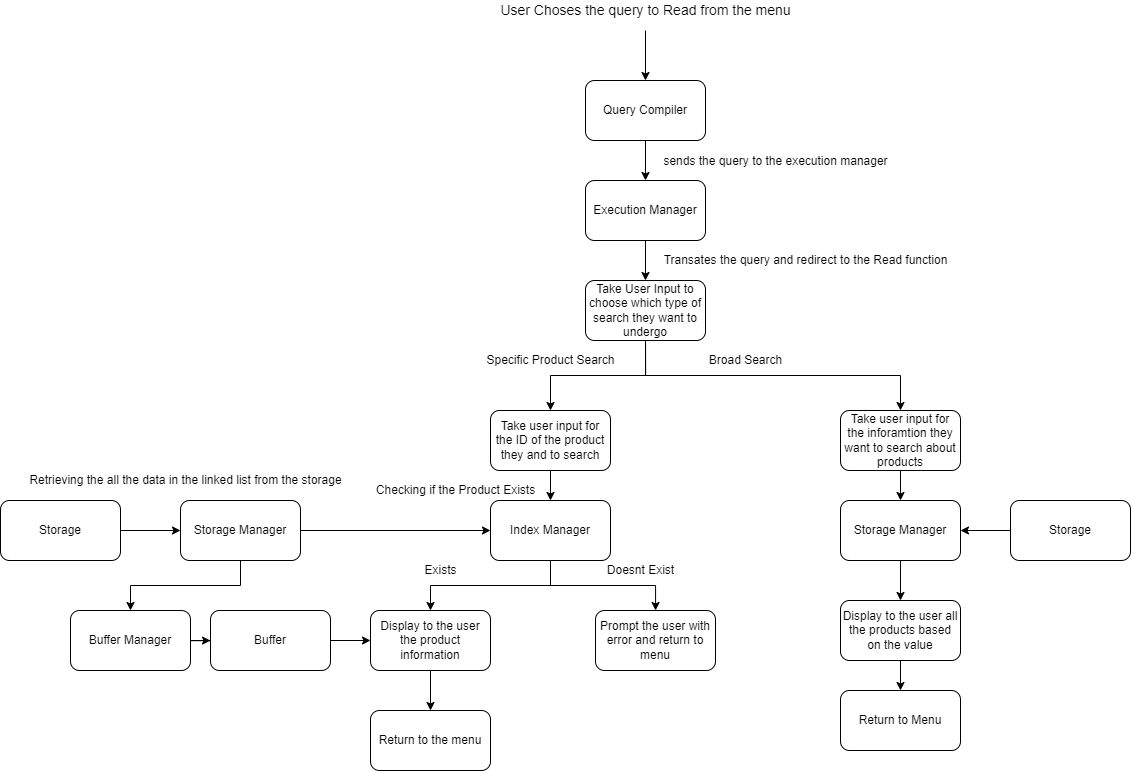 User Choses the query to Read from the menu
Query Compiler
sends the query to the execution manager
Execution Manager
Transates the query and redirect to the Read function
Take User Input to
choose which type of
search they want to
undergo
Specific Product Search
Broad Search
Take user input for
the ID of the product
they and to search
Take user input for
the inforamtion they
want to search about
products
Retrieving the all the data in the linked list from the storage
Checking if the Product Exists
Storage
Storage Manager
Index Manager
Storage Manager
Storage
Exists
Doesnt Exist
Buffer Manager
Buffer
Display to the user
the product
information
Prompt the user with
error and return to
menu
Display to the user all
the products based
on the value
Return to the menu
Return to Menu